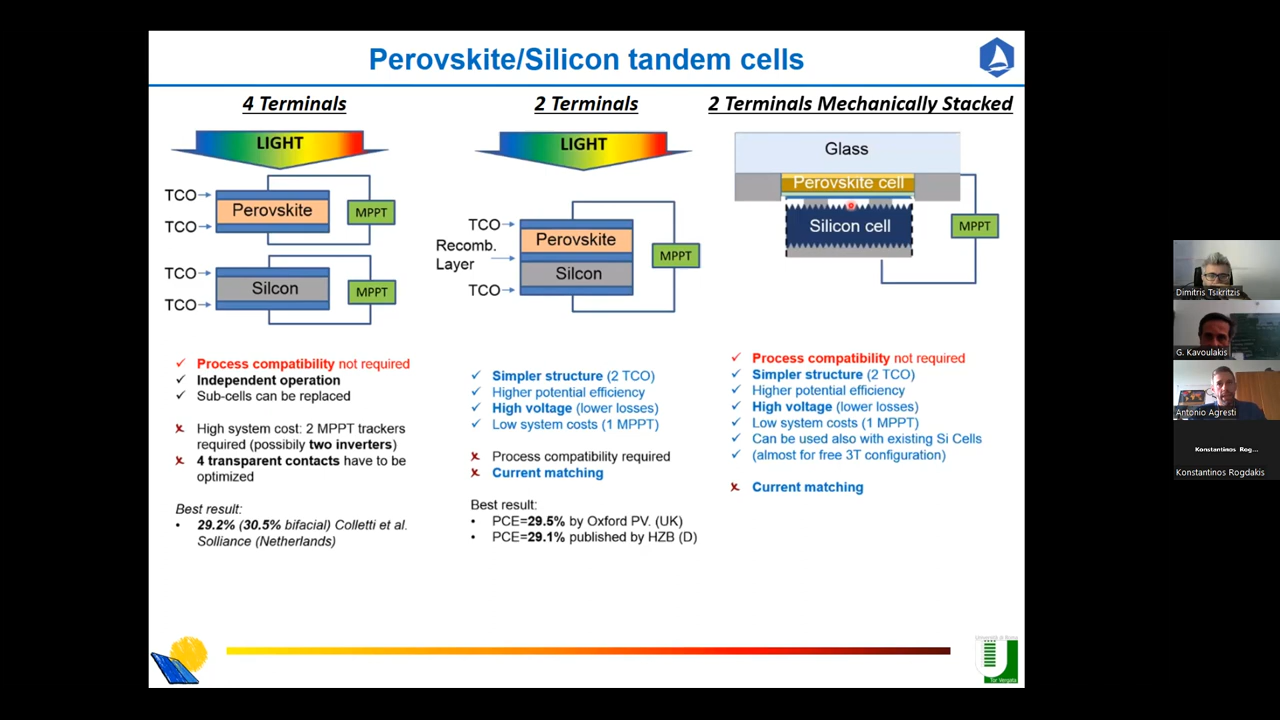 Perovskite/Silicon tandem cells
4 Terminals
LIGHT
TCO
Perovskite
MPPT
TCO
TCO
Silcon
MPPT
TCO
✓ Process compatibility not required
✓ Independent operation
✓ Sub-cells can be replaced
× High system cost: 2 MPPT trackers
required (possibily two inverters)
× 4 transparent contacts have to be
optimized
Best result:
• 29.2% (30.5% bifacial) Colletti et al.
Solliance (Netherlands)
2 Terminals
LIGHT
TCO
Perovskite
Recomb.
Layer
MPPT
Silcon
TCO
✓ Simpler structure (2 TCO)
✓ Higher potential efficiency
✓ High voltage (lower losses)
✓ Low system costs (1 MPPT)
× Process compatibility required
× Current matching
Best result:
• PCE=29.5% by Oxford PV. (UK)
• PCE=29.1% published by HZB (D)
2 Terminals Mechanically Stacked
Glass
Perovskite cell
Silicon cell
MPPT
✓ Process compatibility not required
✓ Simpler structure (2 TCO)
✓ Higher potential efficiency
✓ High voltage (lower losses)
✓ Low system costs (1 MPPT)
✓ Can be used also with existing Si Cells
✓ (almost for free 3T configuration)
× Current matching
Tor Vergata
Dimitris Tsikritzis
G. Kavoulakis
Antonio Agresti
Konstantinos Rog...
Konstantinos Rogdakis